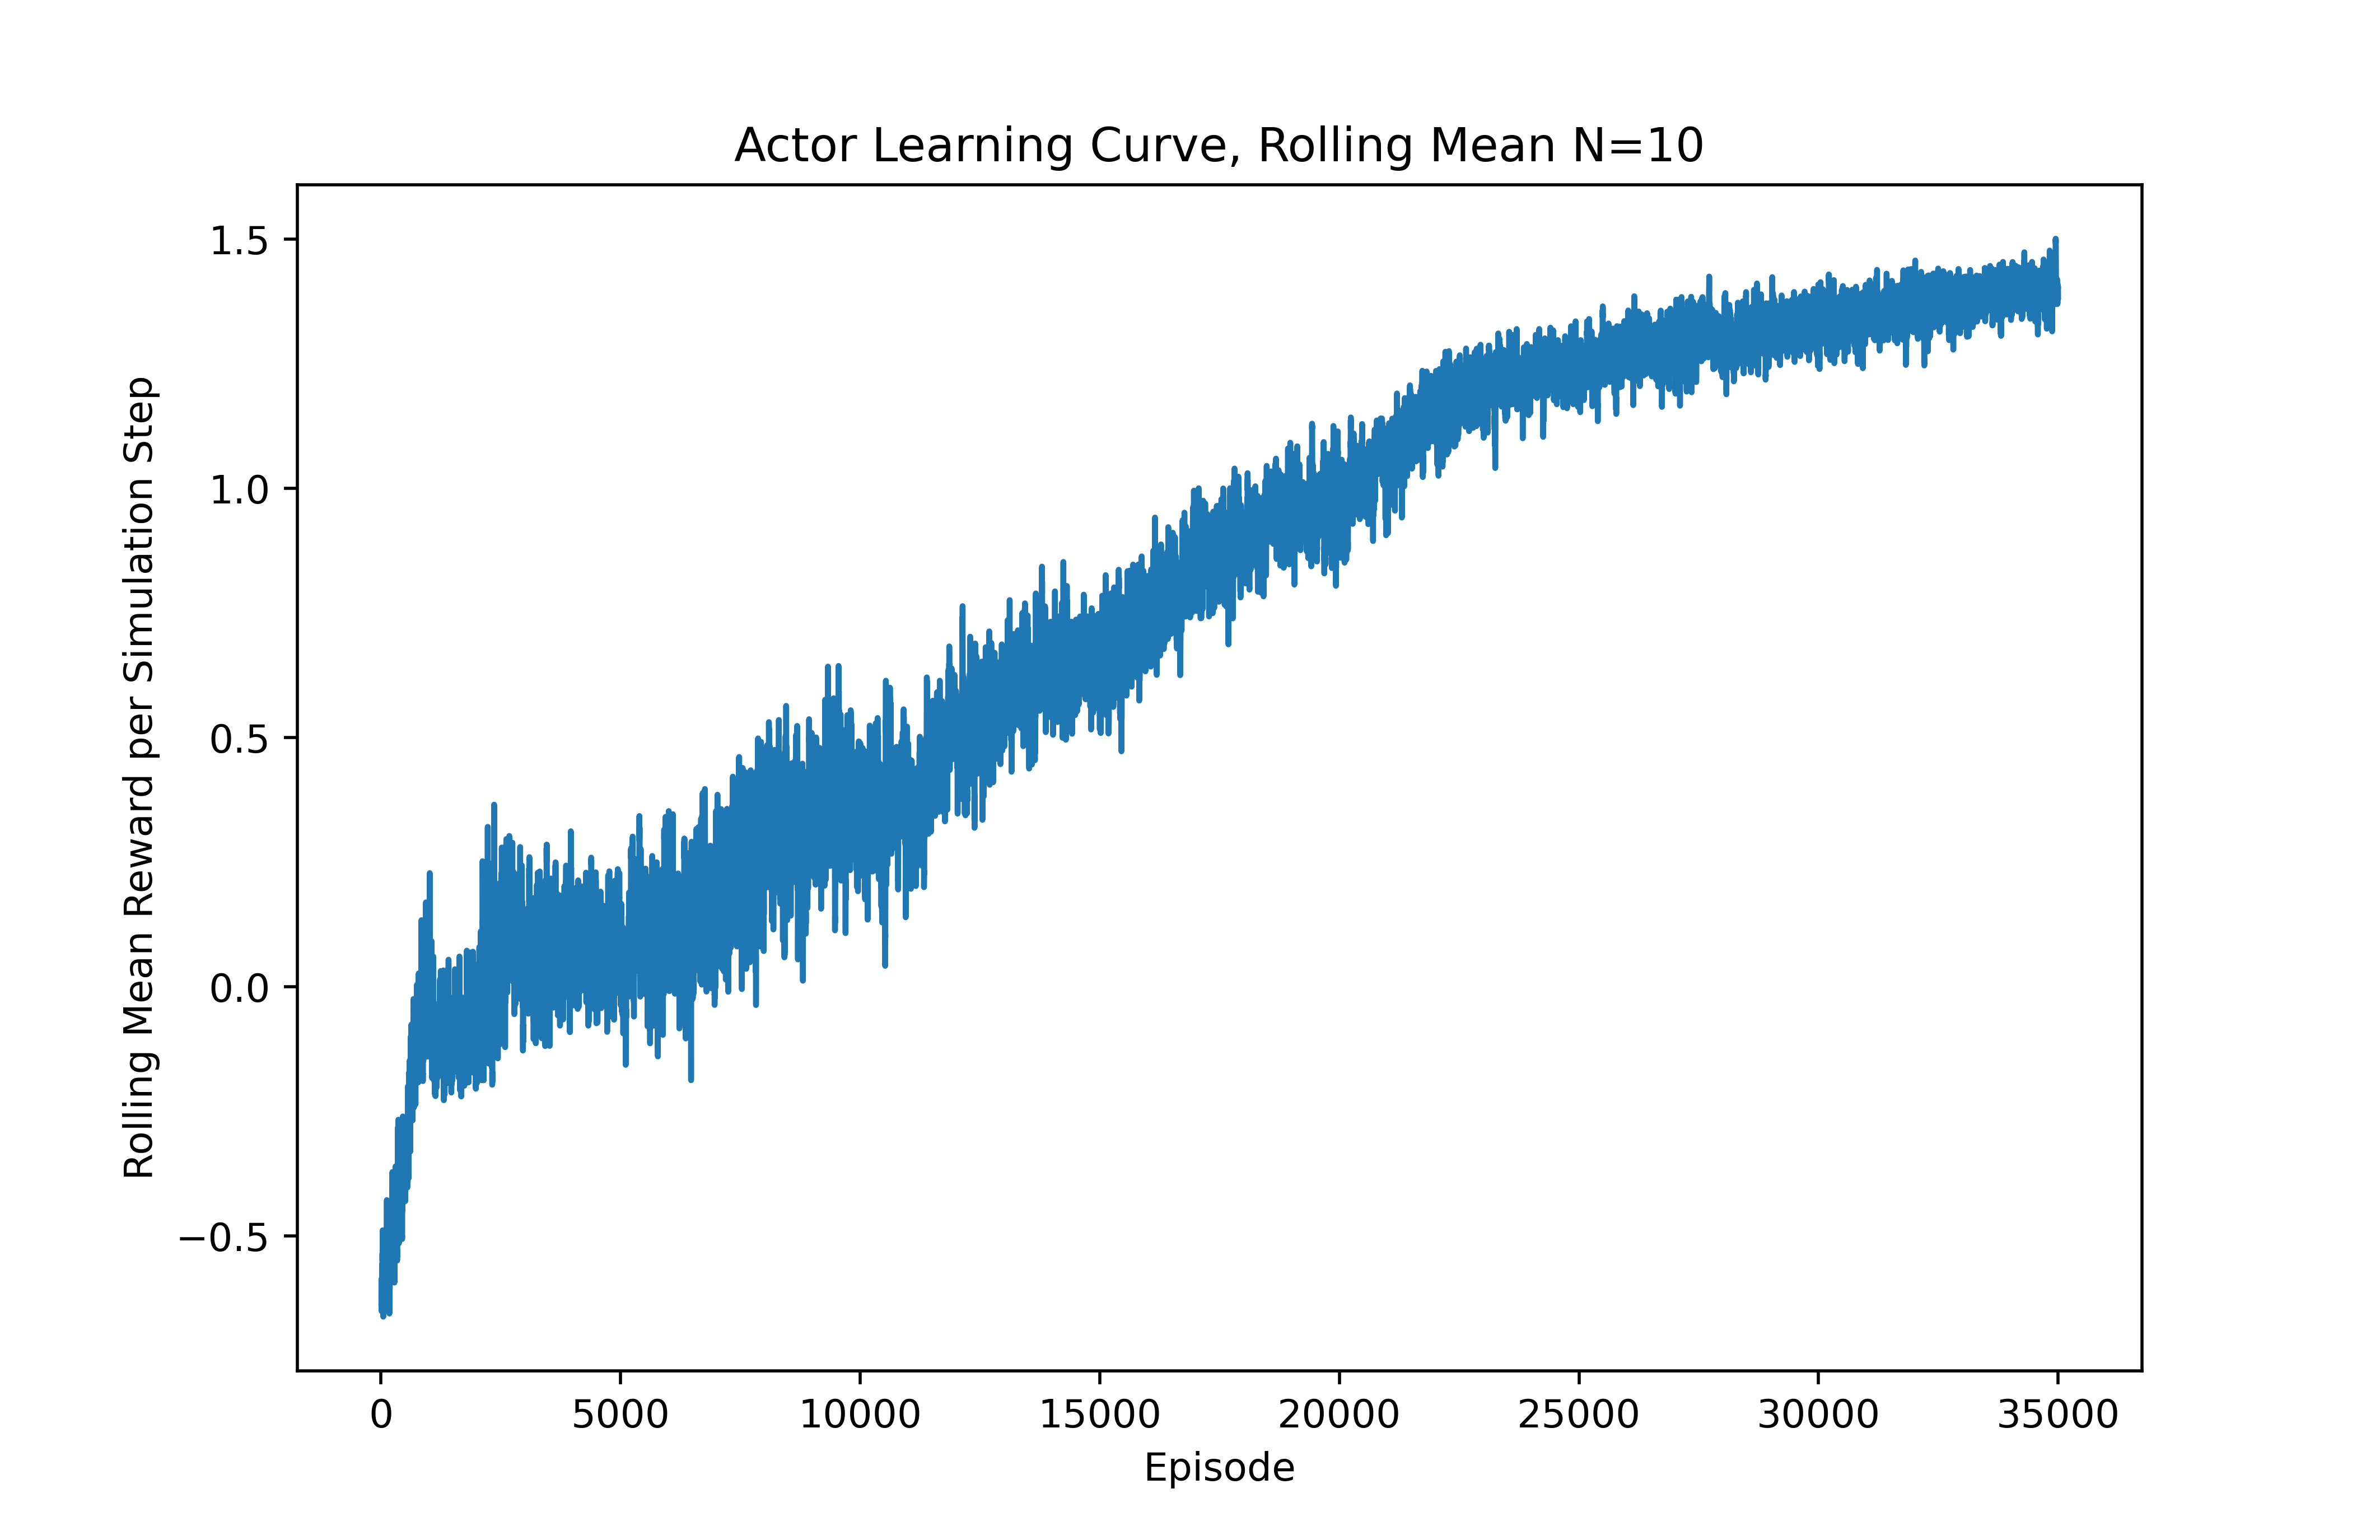 Actor Learning Curve, Rolling Mean N=10
Rolling Mean Reward per Simulation Step
1.5
1.0
0.5
0.0
−0.5
0 5000 10000 15000 20000 25000 30000 35000
Episode